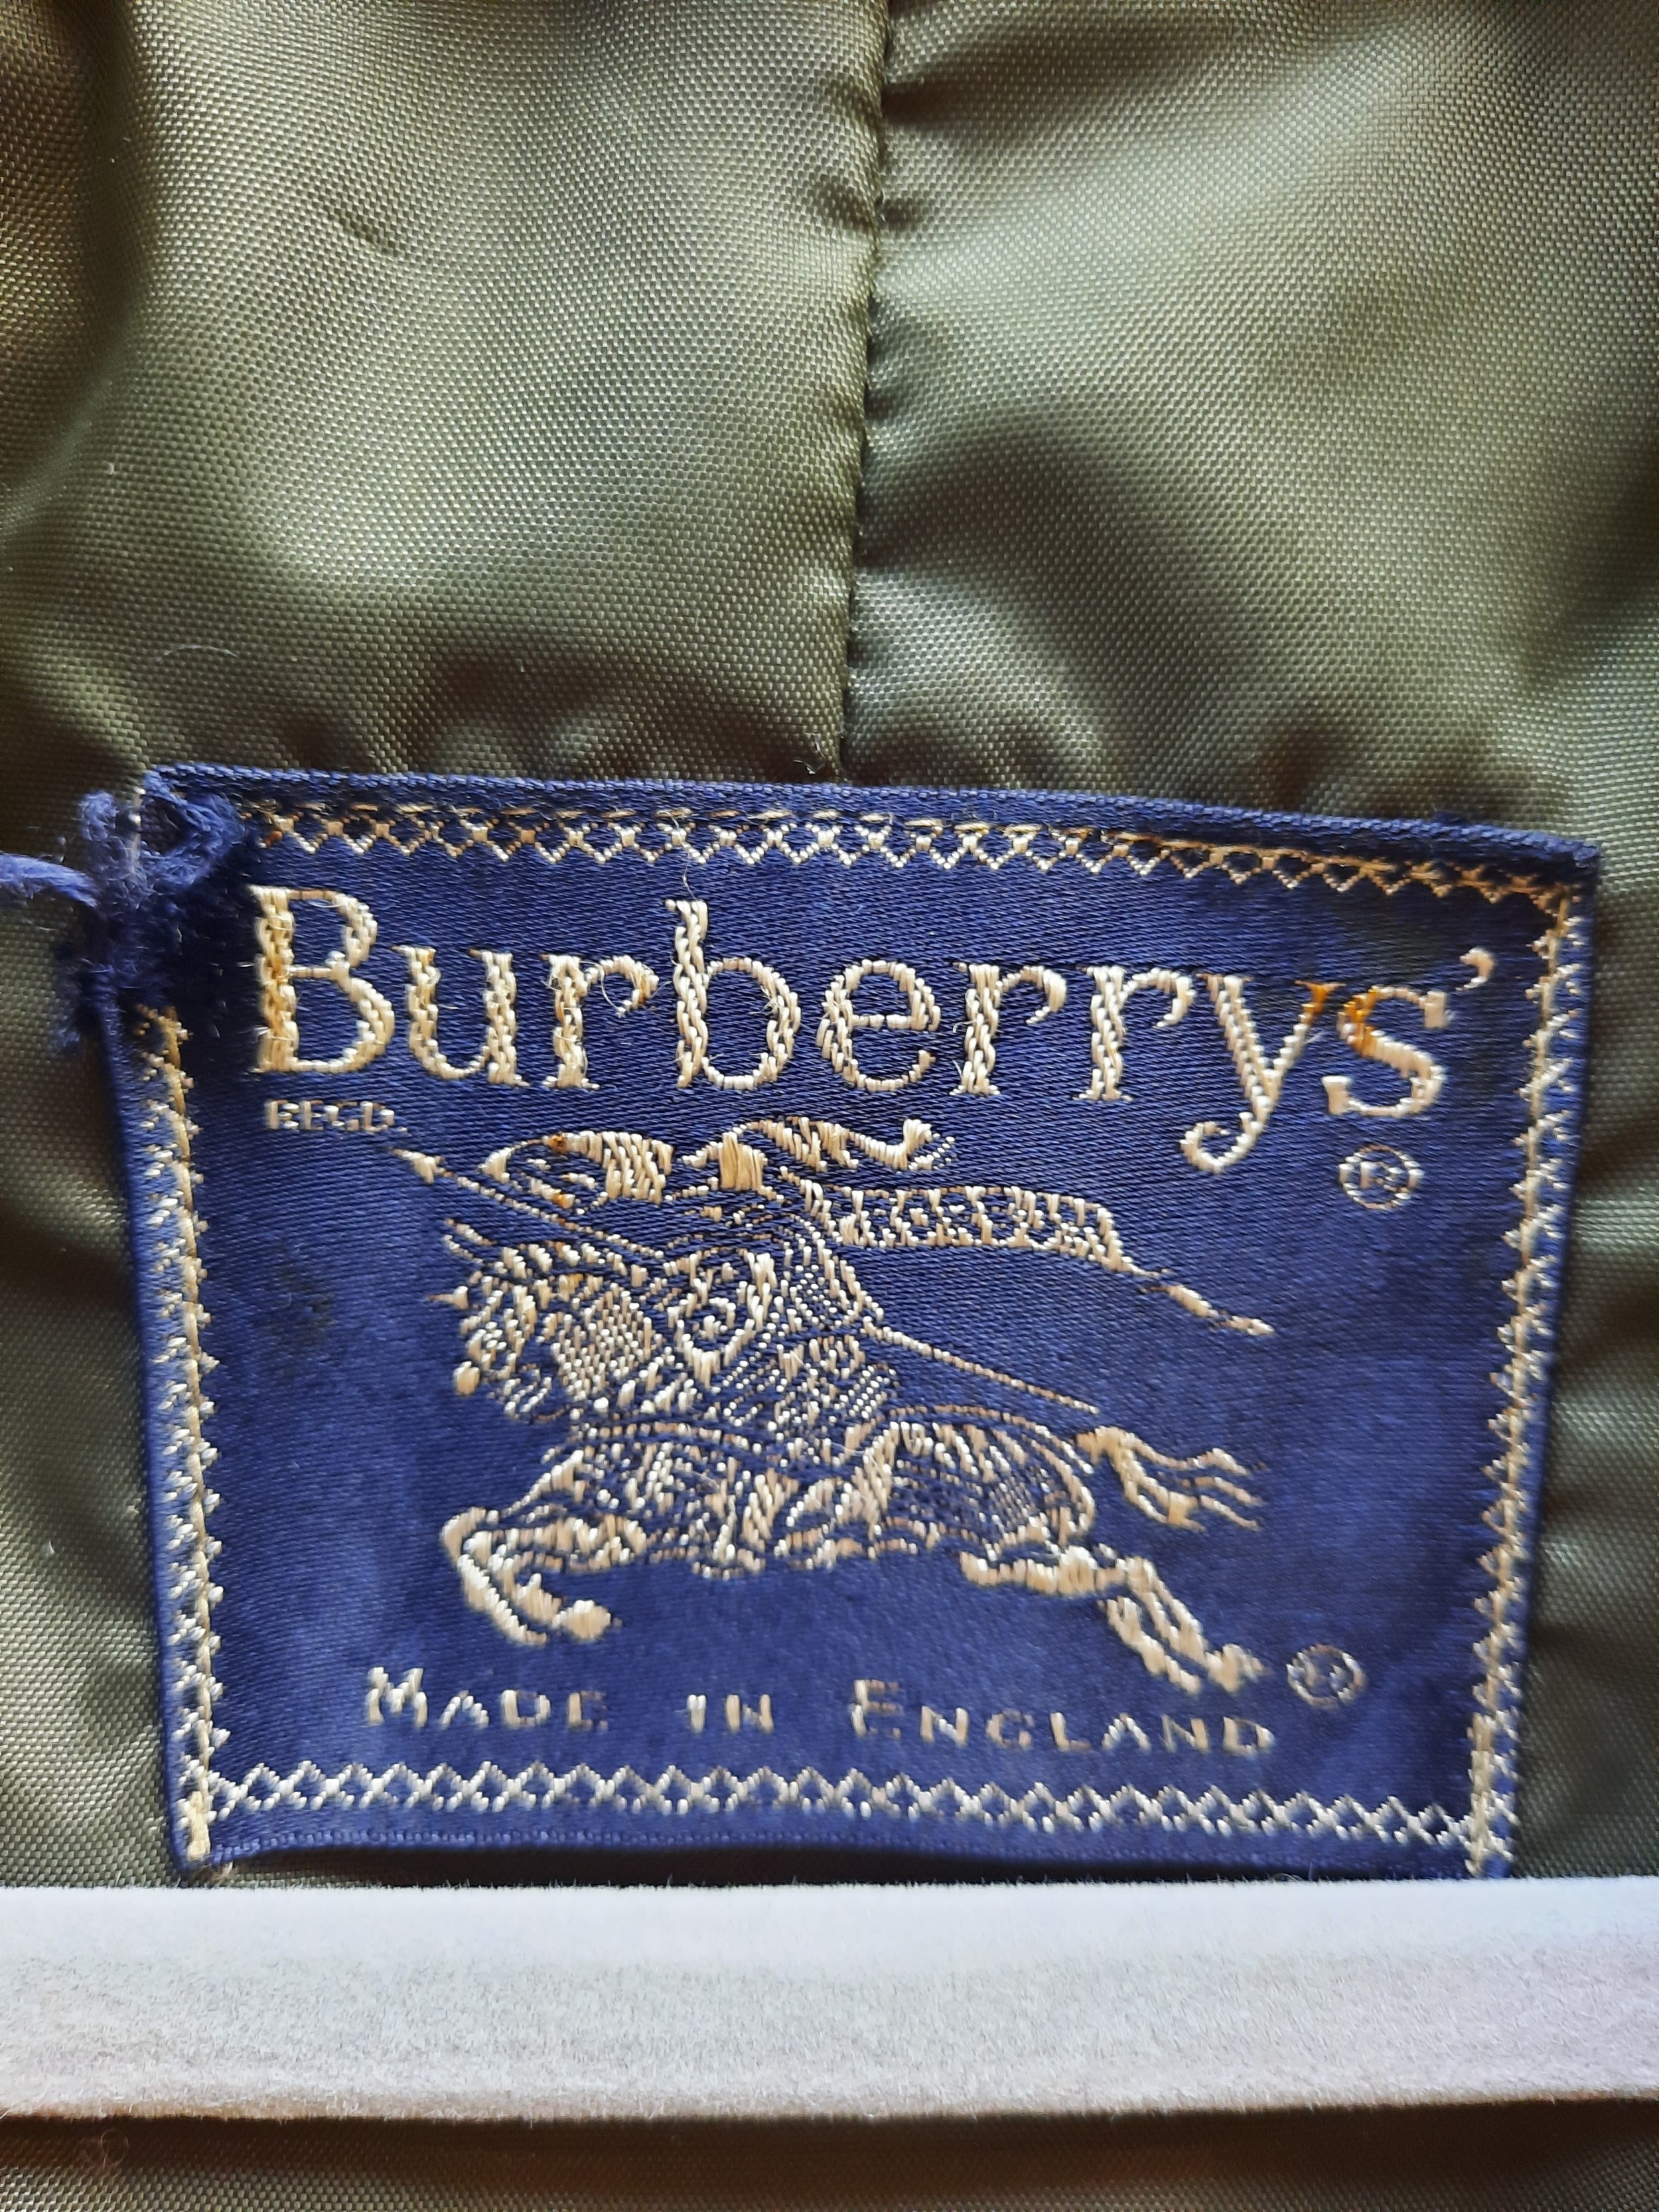 Burberrys'
REGD. ®
MADE IN ENGLAND ®